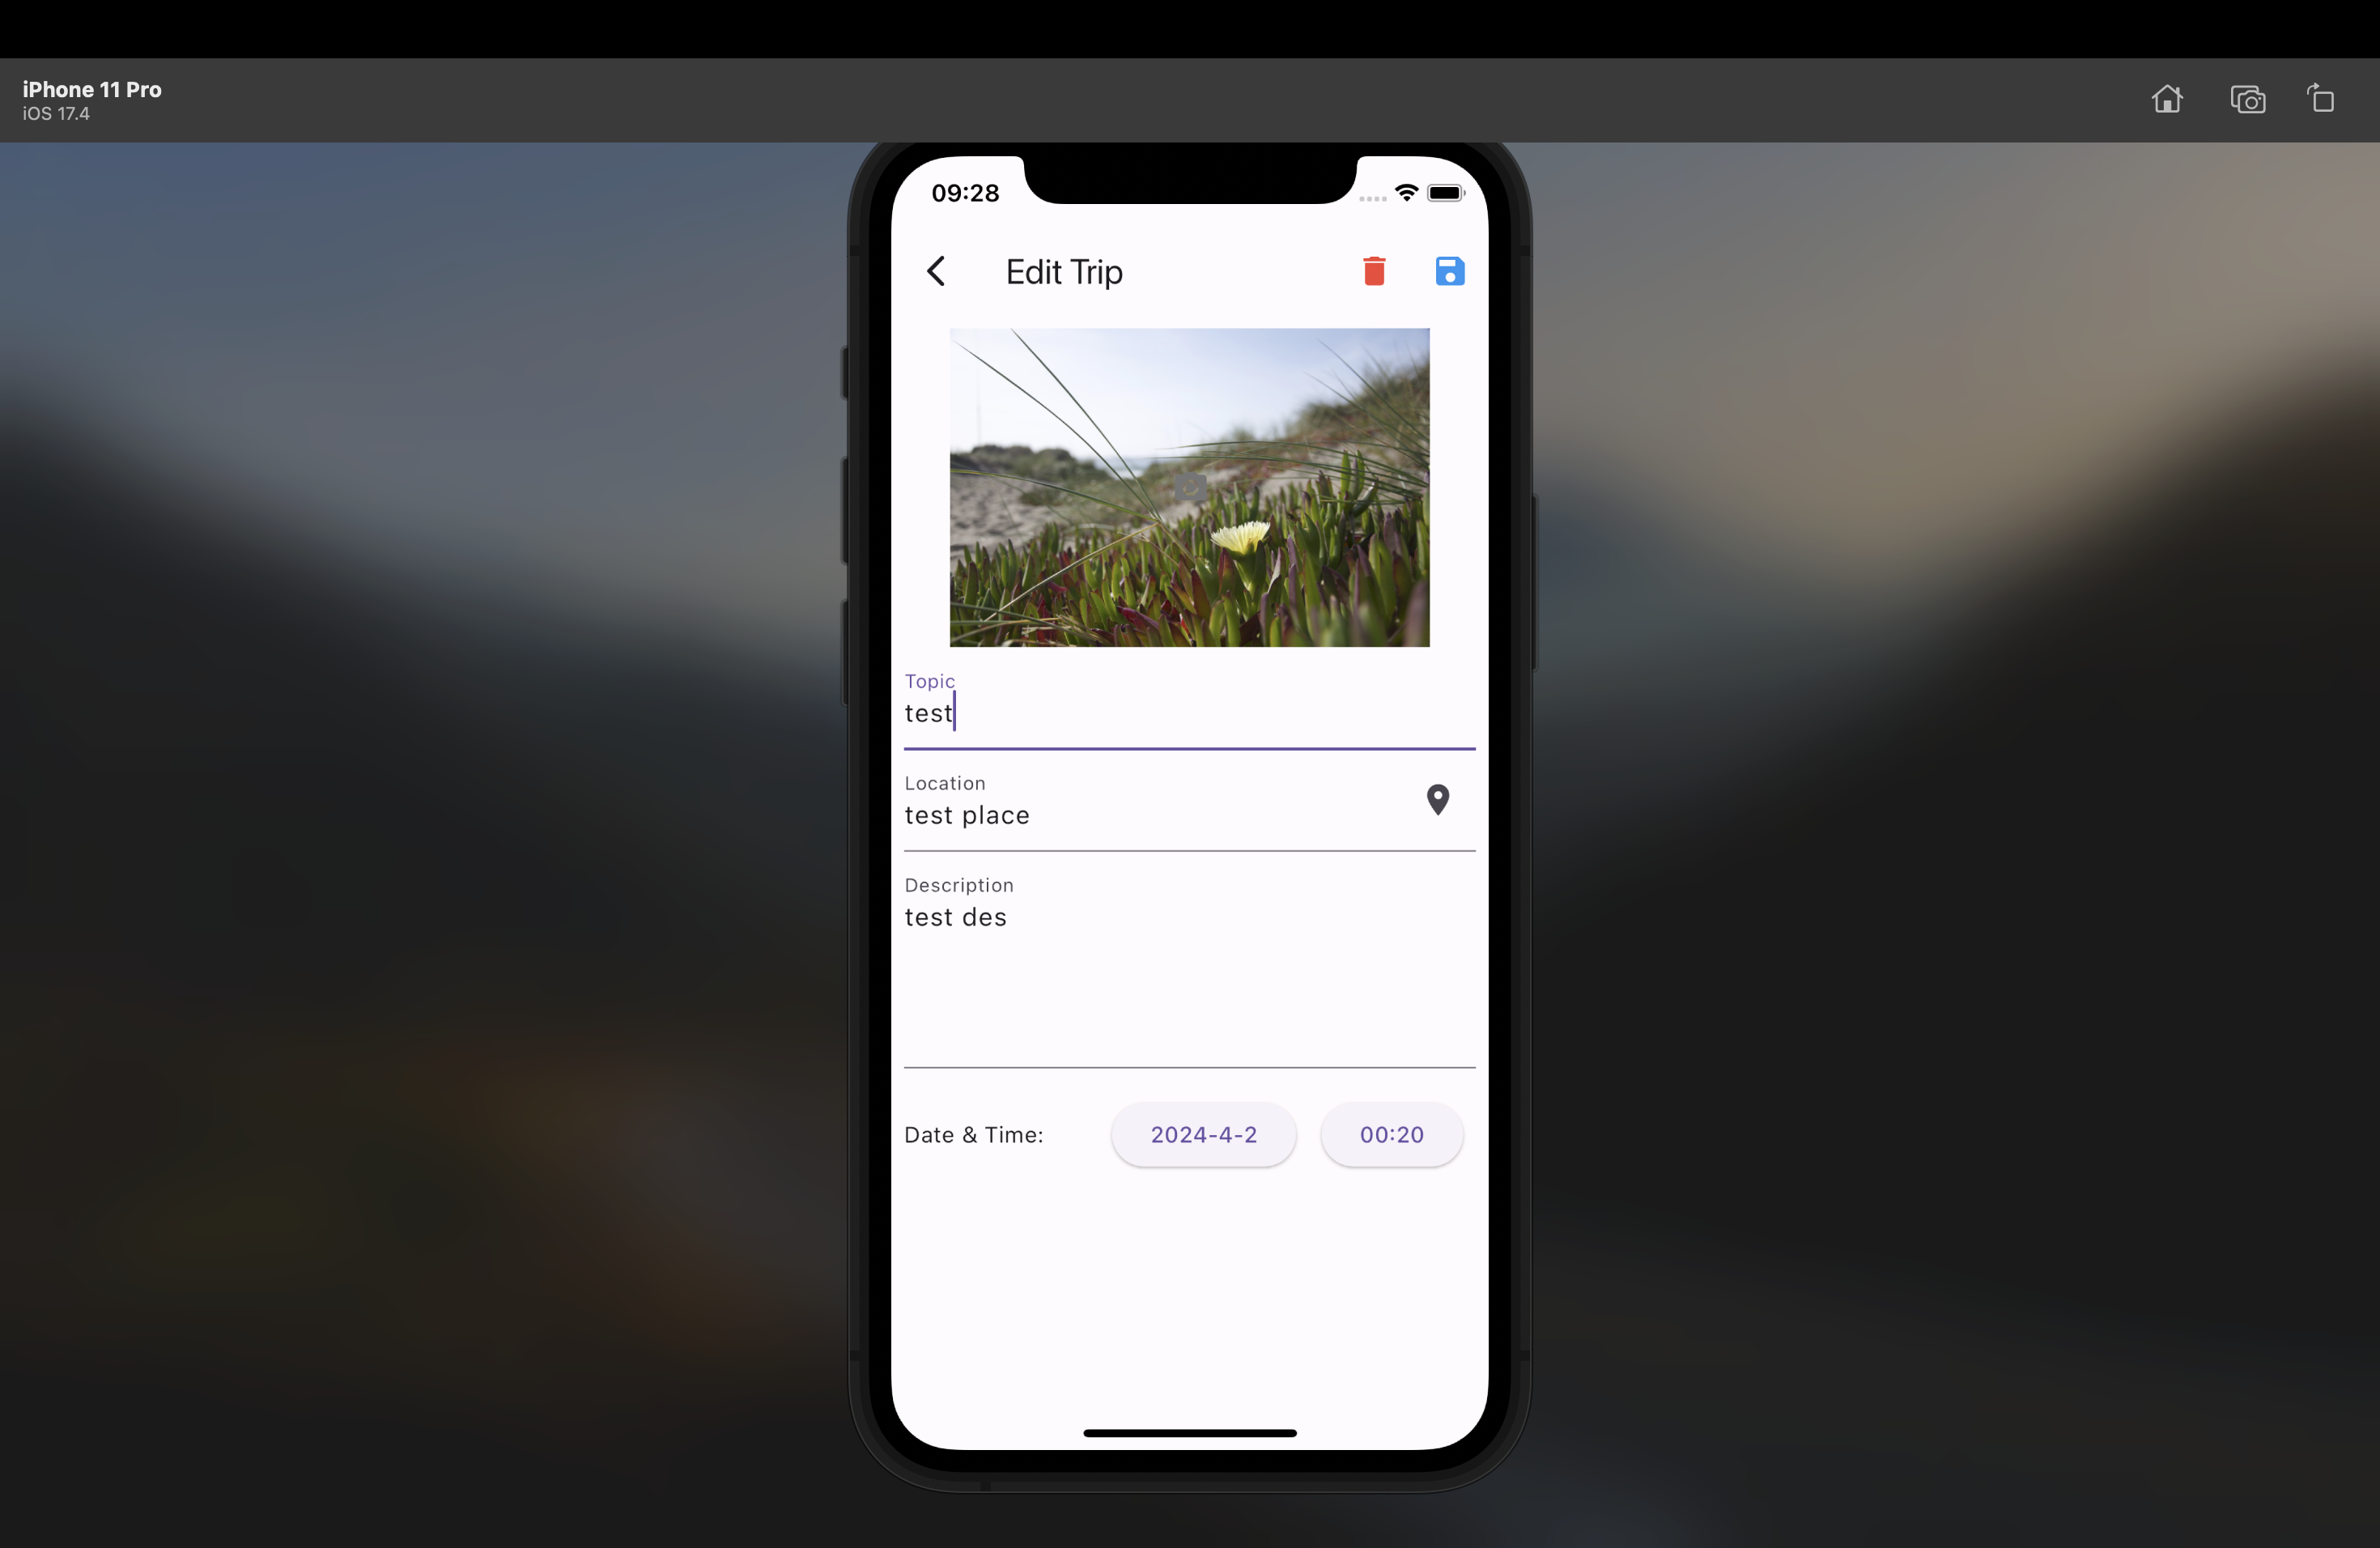 iPhone 11 Pro
iOS 17.4
09:28
Edit Trip
Topic
test
Location
test place
Description
test des
Date & Time: 2024-4-2 00:20